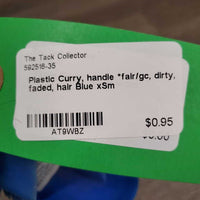 The Tack Collector
592516-35
Plastic Curry, handle *fair/gc, dirty,
faded, hair Blue xSm
$0.95
AT9WBZ